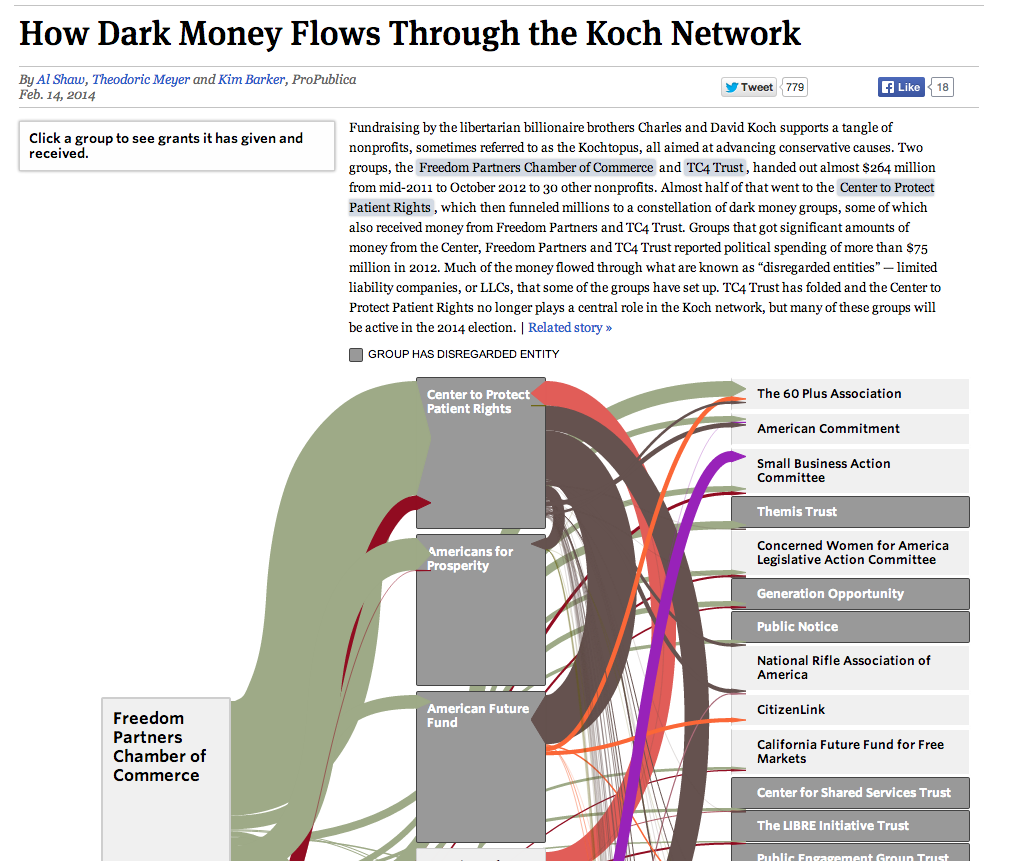 How Dark Money Flows Through the Koch Network
By Al Shaw, Theodoric Meyer and Kim Barker, ProPublica
Feb. 14, 2014
Tweet 779
Like 18
Click a group to see grants it has given and
received.
Fundraising by the libertarian billionaire brothers Charles and David Koch supports a tangle of
nonprofits, sometimes referred to as the Kochtopus, all aimed at advancing conservative causes. Two
groups, the Freedom Partners Chamber of Commerce and TC4 Trust, handed out almost $264 million
from mid-2011 to October 2012 to 30 other nonprofits. Almost half of that went to the Center to Protect
Patient Rights, which then funneled millions to a constellation of dark money groups, some of which
also received money from Freedom Partners and TC4 Trust. Groups that got significant amounts of
money from the Center, Freedom Partners and TC4 Trust reported political spending of more than $75
million in 2012. Much of the money flowed through what are known as “disregarded entities” — limited
liability companies, or LLCs, that some of the groups have set up. TC4 Trust has folded and the Center to
Protect Patient Rights no longer plays a central role in the Koch network, but many of these groups will
be active in the 2014 election. | Related story »
GROUP HAS DISREGARDED ENTITY
Freedom
Partners
Chamber of
Commerce
Center to Protect
Patient Rights
Americans for
Prosperity
American Future
Fund
The 60 Plus Association
American Commitment
Small Business Action
Committee
Themis Trust
Concerned Women for America
Legislative Action Committee
Generation Opportunity
Public Notice
National Rifle Association of
America
CitizenLink
California Future Fund for Free
Markets
Center for Shared Services Trust
The LIBRE Initiative Trust
Public Engagement Group Trust